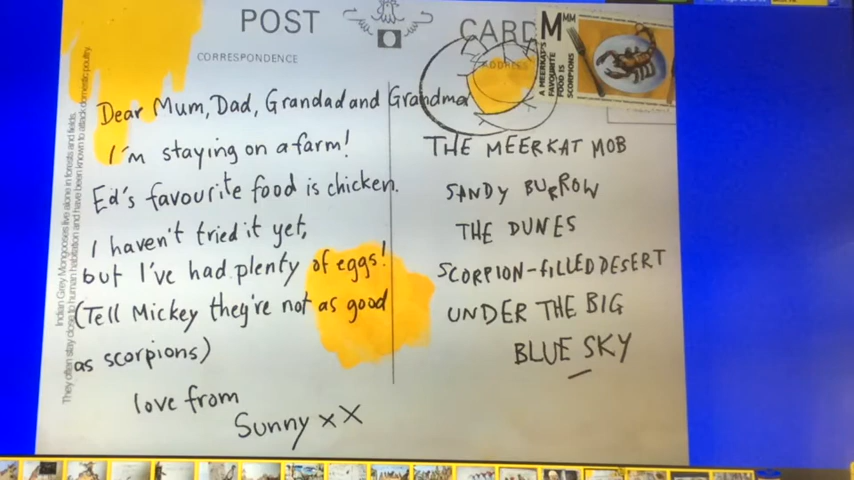 POST CARD
CORRESPONDENCE
ADDRESS
M MM
A MEERKAT'S
FAVOURITE
FOOD IS
SCORPIONS
Indian Grey Mongooses live alone in forests and fields.
They often stay close to human habitation and have been known to attack domestic poultry.
Dear Mum, Dad, Grandad and Grandma
I'm staying on a farm!
Ed's favourite food is chicken.
I haven't tried it yet,
but I've had plenty of eggs!
(Tell Mickey they're not as good
as scorpions)
love from
Sunny xx
THE MEERKAT MOB
SANDY BURROW
THE DUNES
SCORPION-FILLED DESERT
UNDER THE BIG
BLUE SKY